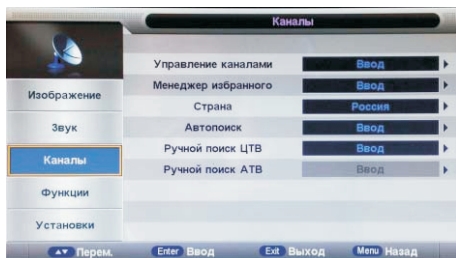 Каналы
Изображение
Звук
Каналы
Функции
Установки
Управление каналами Ввод
Менеджер избранного Ввод
Страна Россия
Автопоиск Ввод
Ручной поиск ЦТВ Ввод
Ручной поиск АТВ Ввод
Перем. Enter Ввод Exit Выход Menu Назад